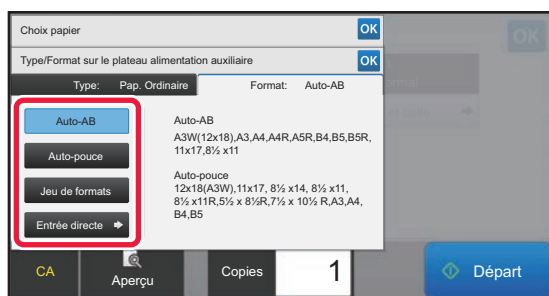 Choix papier
OK
Type/Format sur le plateau alimentation auxiliaire
OK
Type: Pap. Ordinaire
Format: Auto-AB
Auto-AB
Auto-pouce
Jeu de formats
Entrée directe
Auto-AB
A3W(12x18),A3,A4,A4R,A5R,B4,B5,B5R,
11x17,8½ x11
Auto-pouce
12x18(A3W),11x17, 8½ x14, 8½ x11,
8½ x11R,5½ x 8½R,7½ x 10½ R,A3,A4,
B4,B5
OK
CA
Aperçu
Copies
1
Départ